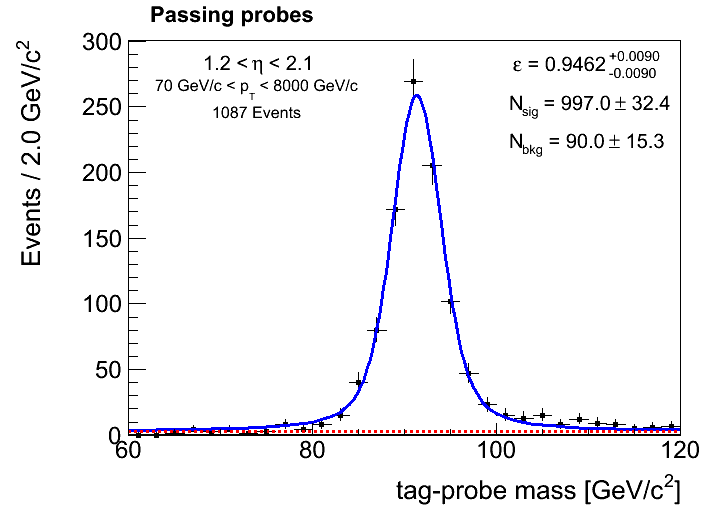 Passing probes
Events / 2.0 GeV/c²
300
250
200
150
100
50
0
1.2 < η < 2.1
70 GeV/c < p_T < 8000 GeV/c
1087 Events
ε = 0.9462 +0.0090 -0.0090
N_sig = 997.0 ± 32.4
N_bkg = 90.0 ± 15.3
60 80 100 120
tag-probe mass [GeV/c²]